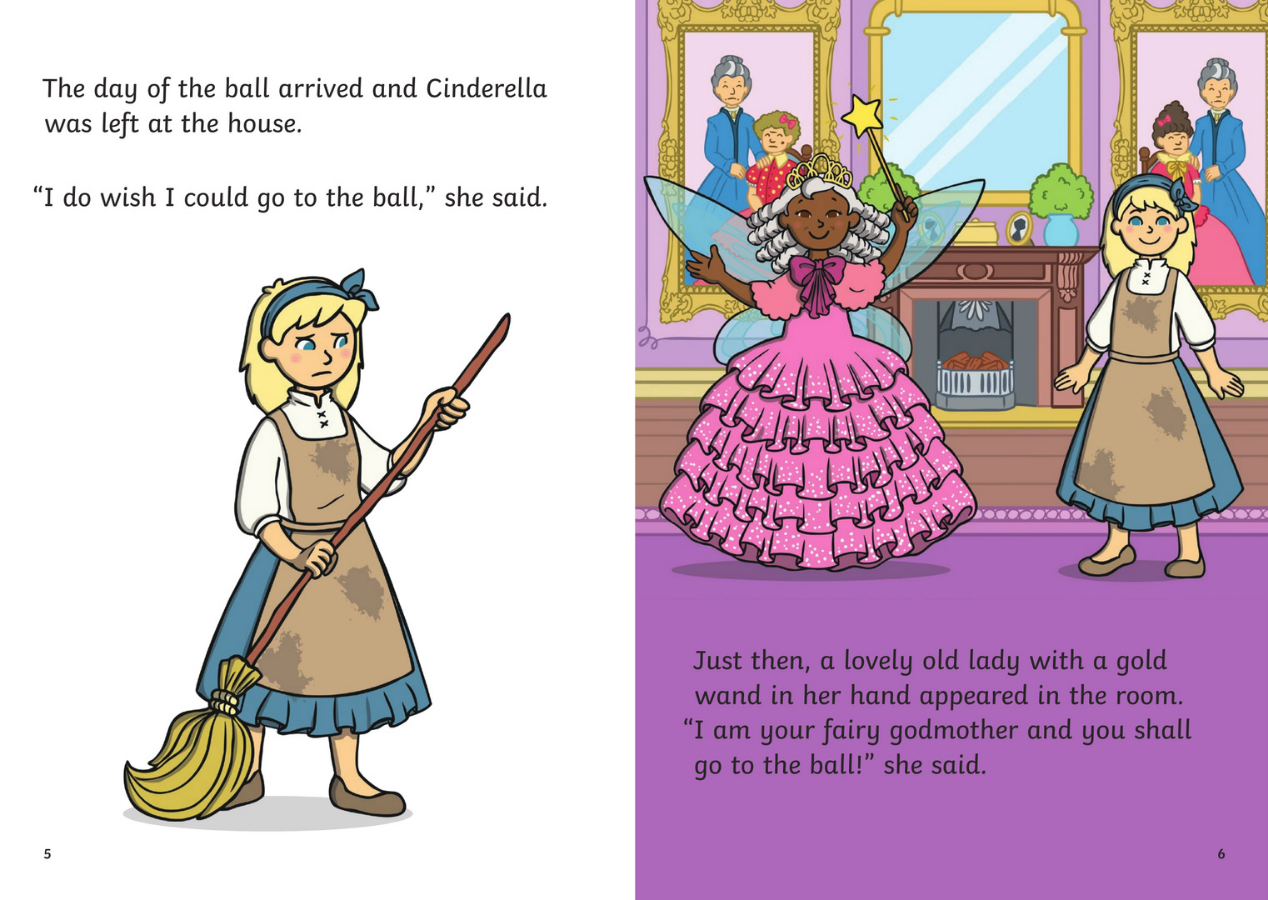 The day of the ball arrived and Cinderella
was left at the house.
“I do wish I could go to the ball,” she said.
5
Just then, a lovely old lady with a gold
wand in her hand appeared in the room.
“I am your fairy godmother and you shall
go to the ball!” she said.
6